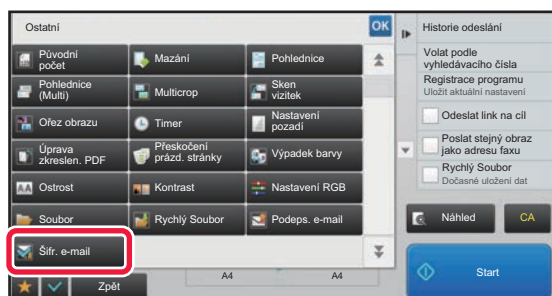 Ostatní
OK
Původní
počet
Mazání
Pohlednice
Pohlednice
(Multi)
Multicrop
Sken
vizitek
Ořez obrazu
Timer
Nastavení
pozadí
Úprava
zkreslen. PDF
Přeskočení
prázd. stránky
Výpadek barvy
AA
Ostrost
Kontrast
Nastavení RGB
Soubor
Rychlý Soubor
Podeps. e-mail
Šifr. e-mail
Zpět
A4
A4
Historie odeslání
Volat podle
vyhledávacího čísla
Registrace programu
Uložit aktuální nastavení
Odeslat link na cíl
Poslat stejný obraz
jako adresu faxu
Rychlý Soubor
Dočasné uložení dat
Náhled
CA
Start